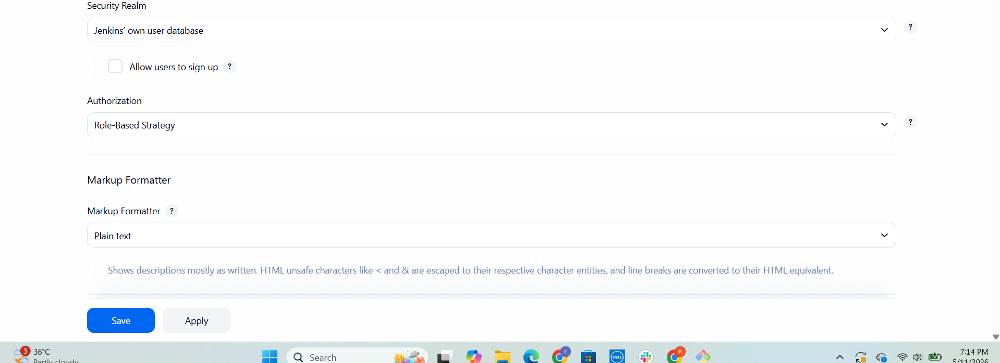 Security Realm
Jenkins’ own user database
?
Allow users to sign up ?
Authorization
Role-Based Strategy
?
Markup Formatter
Markup Formatter ?
Plain text
Shows descriptions mostly as written. HTML unsafe characters like < and & are escaped to their respective character entities, and line breaks are converted to their HTML equivalent.
Save Apply
3 36°C
Partly cloudy
Search
DELL
r
R
7:14 PM
5/11/2026